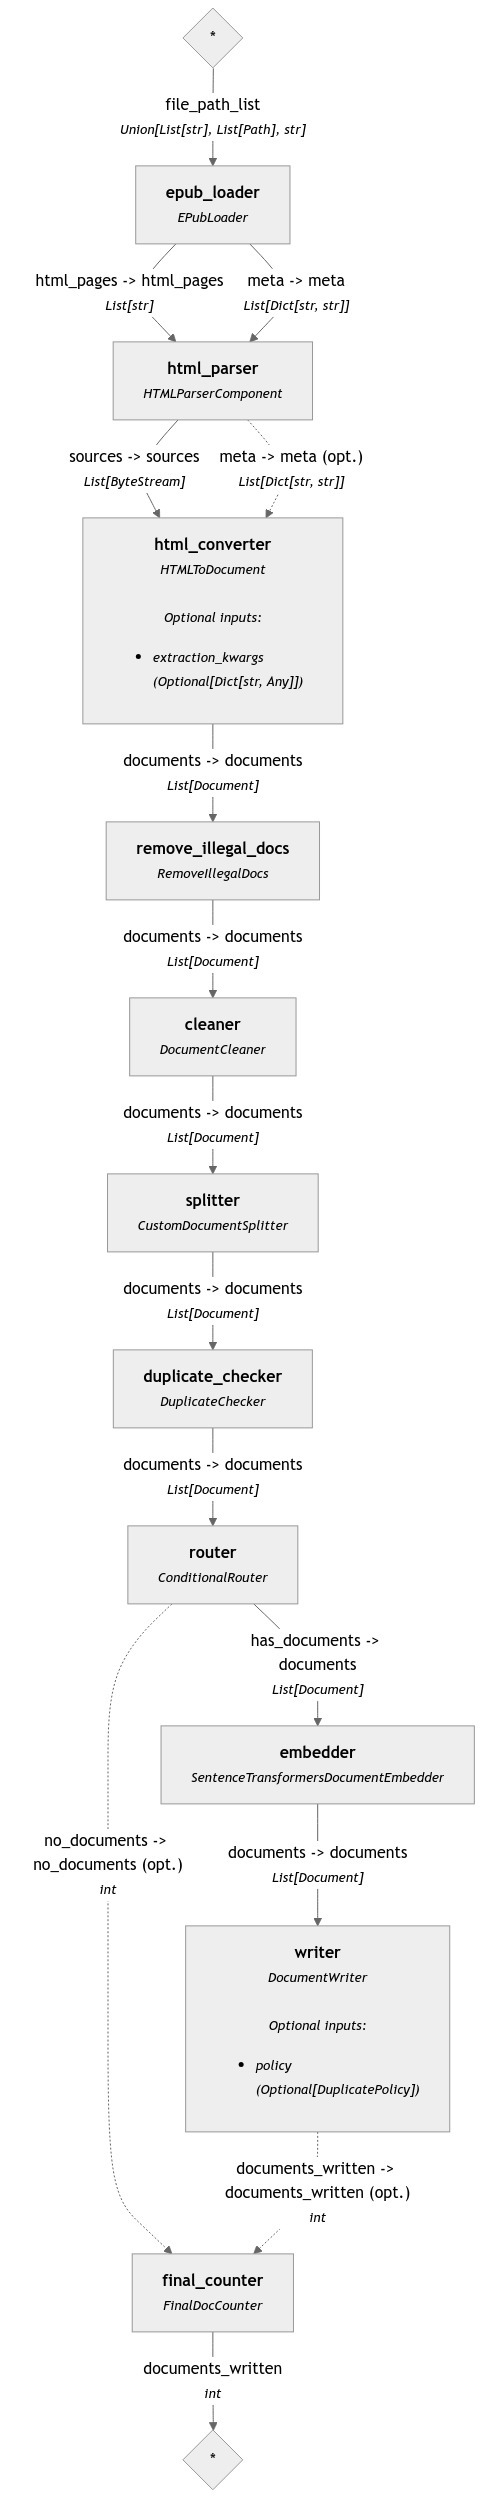 *
file_path_list
Union[List[str], List[Path], str]
epub_loader
EPubLoader
html_pages -> html_pages
List[str]
meta -> meta
List[Dict[str, str]]
html_parser
HTMLParserComponent
sources -> sources
List[ByteStream]
meta -> meta (opt.)
List[Dict[str, str]]
html_converter
HTMLToDocument
Optional inputs:
• extraction_kwargs
(Optional[Dict[str, Any]])
documents -> documents
List[Document]
remove_illegal_docs
RemoveIllegalDocs
documents -> documents
List[Document]
cleaner
DocumentCleaner
documents -> documents
List[Document]
splitter
CustomDocumentSplitter
documents -> documents
List[Document]
duplicate_checker
DuplicateChecker
documents -> documents
List[Document]
router
ConditionalRouter
has_documents ->
documents
List[Document]
embedder
SentenceTransformersDocumentEmbedder
no_documents ->
no_documents (opt.)
int
documents -> documents
List[Document]
writer
DocumentWriter
Optional inputs:
• policy
(Optional[DuplicatePolicy])
documents_written ->
documents_written (opt.)
int
final_counter
FinalDocCounter
documents_written
int
*